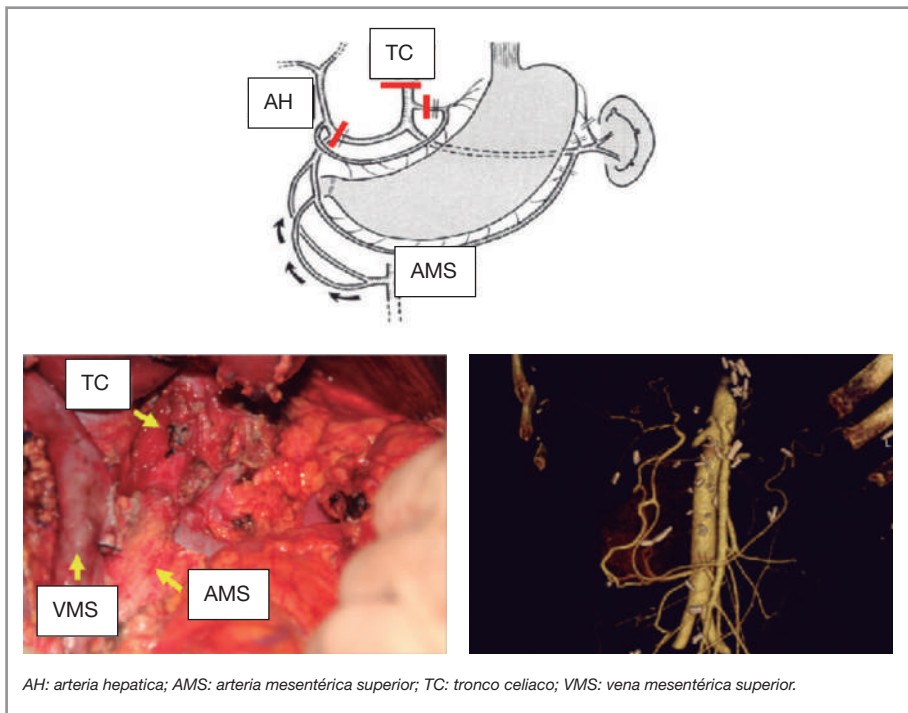 TC
AH
AMS
TC
VMS
AMS
AH: arteria hepatica; AMS: arteria mesentérica superior; TC: tronco celiaco; VMS: vena mesentérica superior.